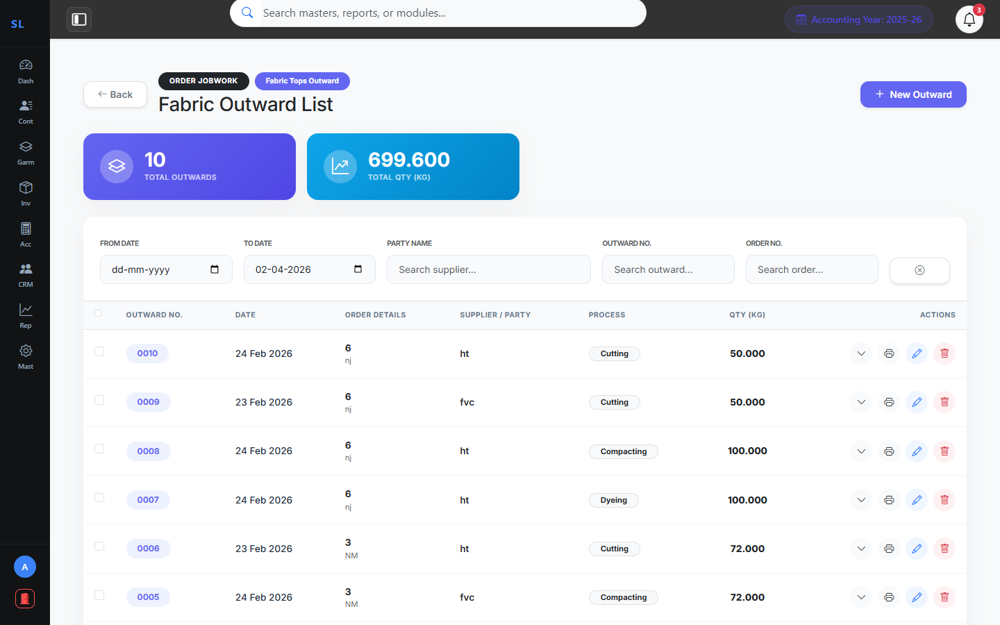 SL
Search masters, reports, or modules...
Accounting Year: 2025-26
3
Dash
Cont
Garm
Inv
Acc
CRM
Rep
Mast
A
Back
ORDER JOBWORK
Fabric Tops Outward
Fabric Outward List
New Outward
10
TOTAL OUTWARDS
699.600
TOTAL QTY (KG)
FROM DATE
TO DATE
PARTY NAME
OUTWARD NO.
ORDER NO.
dd-mm-yyyy
02-04-2026
Search supplier...
Search outward...
Search order...
OUTWARD NO. DATE ORDER DETAILS SUPPLIER / PARTY PROCESS QTY (KG) ACTIONS
0010 24 Feb 2026 6 ht Cutting 50.000
nj
0009 23 Feb 2026 6 fvc Cutting 50.000
nj
0008 24 Feb 2026 6 ht Compacting 100.000
nj
0007 24 Feb 2026 6 ht Dyeing 100.000
nj
0006 23 Feb 2026 3 ht Cutting 72.000
NM
0005 24 Feb 2026 3 fvc Compacting 72.000
NM